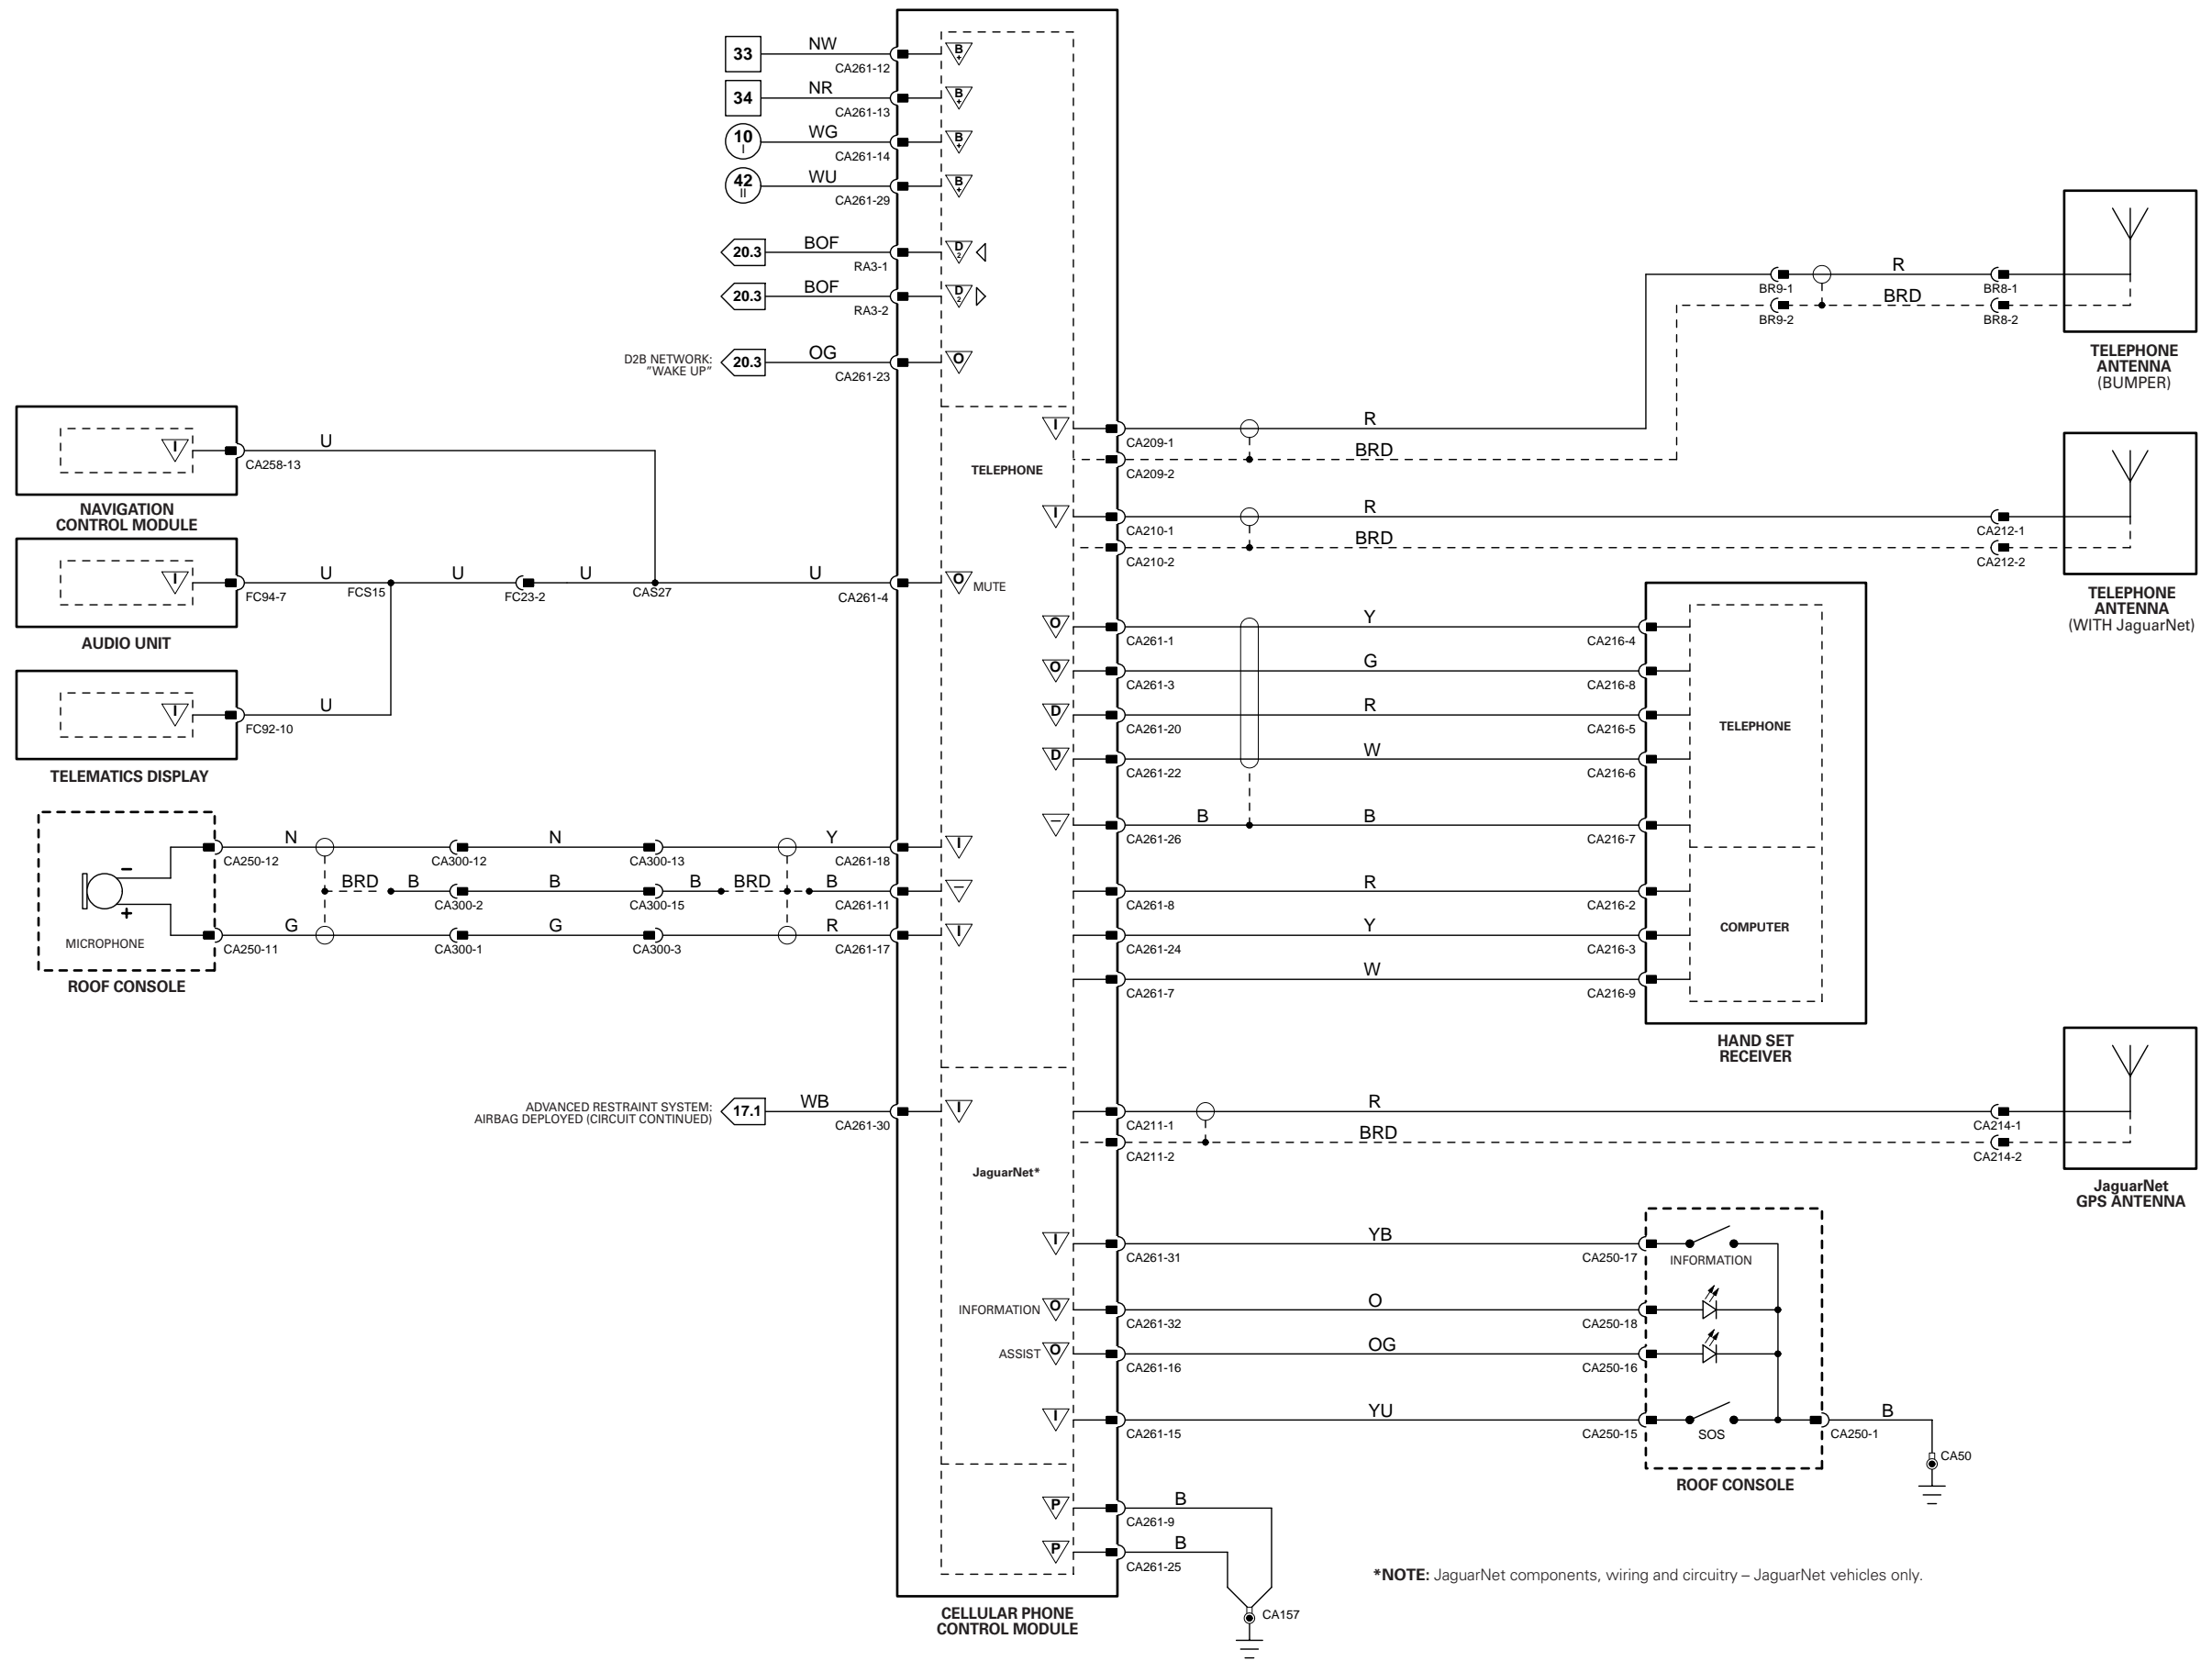 33
NW
CA261-12
B
+
34
NR
CA261-13
B
+
10
I
WG
CA261-14
B
+
42
II
WU
CA261-29
B
+
20.3
BOF
RA3-1
D
2
20.3
BOF
RA3-2
D
2
D2B NETWORK:
"WAKE UP"
20.3
OG
CA261-23
O
TELEPHONE
I
U
CA258-13
NAVIGATION
CONTROL MODULE
I
U
FC94-7
FCS15
U
FC23-2
U
CAS27
U
CA261-4
O
MUTE
AUDIO UNIT
I
U
FC92-10
TELEMATICS DISPLAY
MICROPHONE
–
+
ROOF CONSOLE
N
CA250-12
CA300-12
N
CA300-13
Y
CA261-18
I
BRD
B
CA300-2
B
CA300-15
B
BRD
B
CA261-11
–
G
CA250-11
CA300-1
G
CA300-3
R
CA261-17
I
ADVANCED RESTRAINT SYSTEM:
AIRBAG DEPLOYED (CIRCUIT CONTINUED)
17.1
WB
CA261-30
I
JaguarNet*
I
CA209-1
R
CA209-2
BRD
BR9-1
R
BR8-1
BR9-2
BRD
BR8-2
TELEPHONE
ANTENNA
(BUMPER)
I
CA210-1
R
CA212-1
CA210-2
BRD
CA212-2
TELEPHONE
ANTENNA
(WITH JaguarNet)
O
CA261-1
Y
CA216-4
O
CA261-3
G
CA216-8
D
CA261-20
R
CA216-5
D
CA261-22
W
CA216-6
–
CA261-26
B
B
CA216-7
TELEPHONE
CA261-8
R
CA216-2
CA261-24
Y
CA216-3
CA261-7
W
CA216-9
COMPUTER
HAND SET
RECEIVER
CA211-1
R
CA214-1
CA211-2
BRD
CA214-2
JaguarNet
GPS ANTENNA
I
CA261-31
YB
CA250-17
INFORMATION
INFORMATION
O
CA261-32
O
CA250-18
ASSIST
O
CA261-16
OG
CA250-16
I
CA261-15
YU
CA250-15
SOS
CA250-1
B
CA50
ROOF CONSOLE
P
CA261-9
B
P
CA261-25
B
CA157
CELLULAR PHONE
CONTROL MODULE
*NOTE: JaguarNet components, wiring and circuitry – JaguarNet vehicles only.